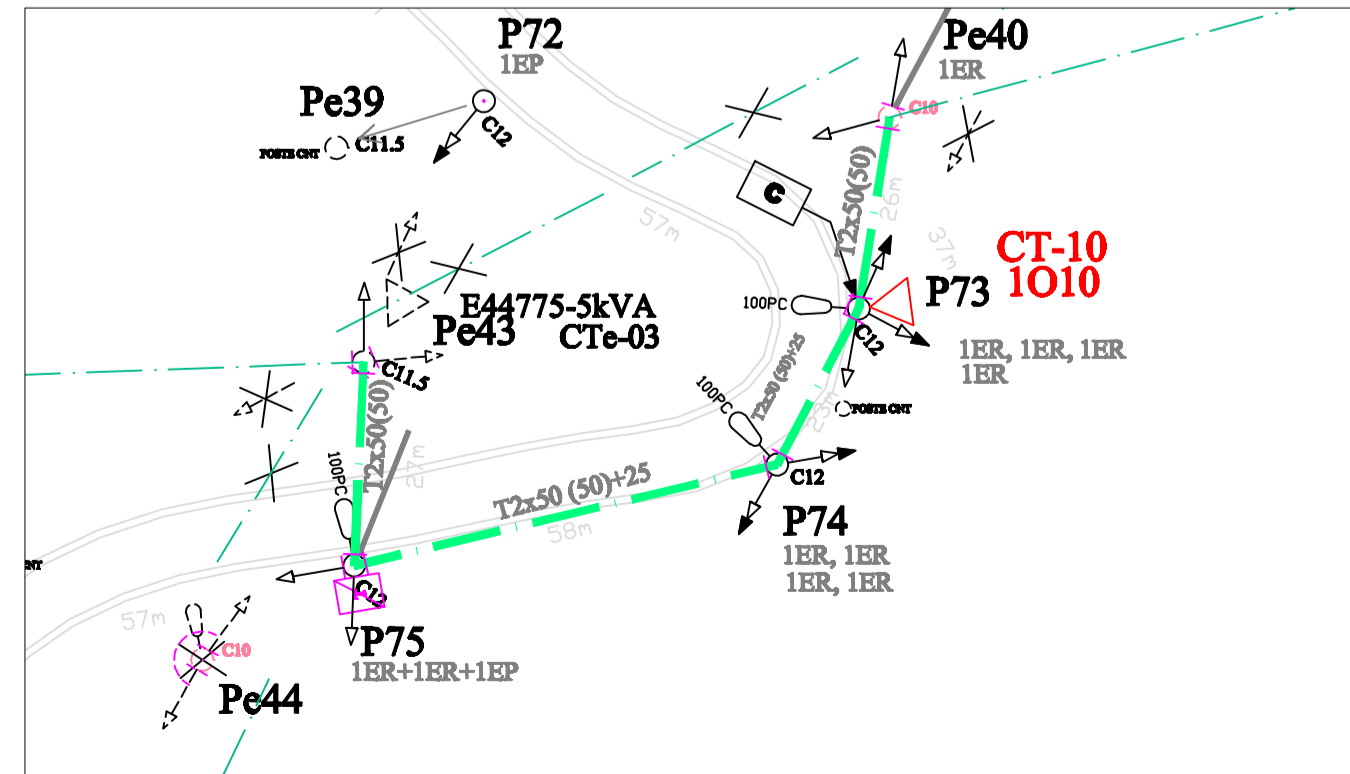 P72
1EP
Pe40
1ER
Pe39
C12
C10
C11.5
POSTE CNT
T2x50(50)
26m
C
57m
37m
CT-10
1O10
P73
E44775-5kVA
Pe43
CTe-03
100PC
C12
1ER, 1ER, 1ER
1ER
C11.5
T2x50 (50)+25
100PC
POSTE CNT
23m
T2x50(50)
27m
100PC
T2x50 (50)+25
C12
58m
P74
1ER, 1ER
1ER, 1ER
NT
C12
57m
P75
1ER+1ER+1EP
C10
Pe44